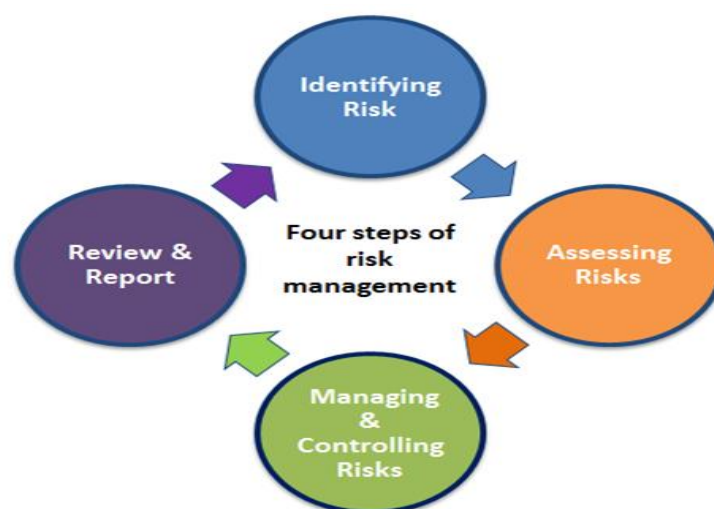 Identifying
Risk
Four steps of
risk
management
Assessing
Risks
Managing
&
Controlling
Risks
Review &
Report